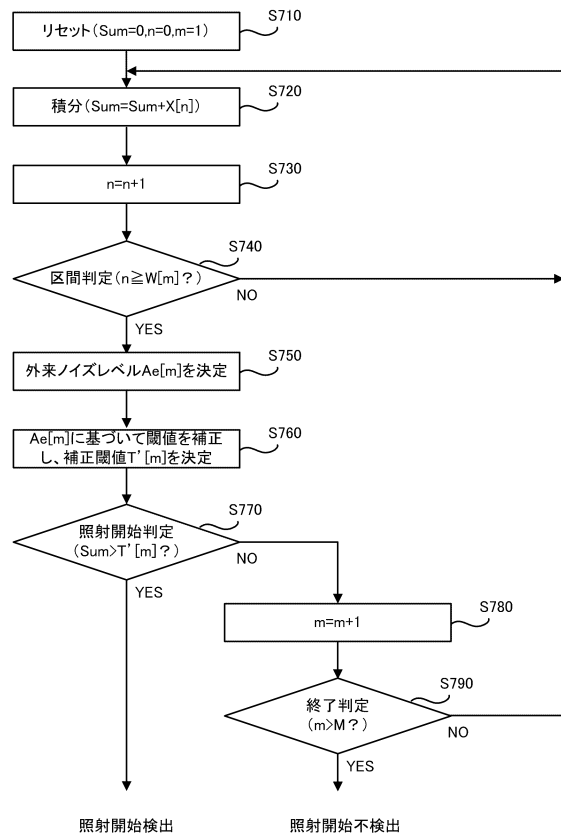 リセット(Sum=0,n=0,m=1)
S710
積分(Sum=Sum+X[n])
S720
n=n+1
S730
区間判定(n≧W[m]?)
S740
NO
YES
外来ノイズレベルAe[m]を決定
S750
Ae[m]に基づいて閾値を補正
し、補正閾値T'[m]を決定
S760
照射開始判定
(Sum>T'[m]?)
S770
NO
YES
m=m+1
S780
終了判定
(m>M?)
S790
NO
YES
照射開始検出
照射開始不検出